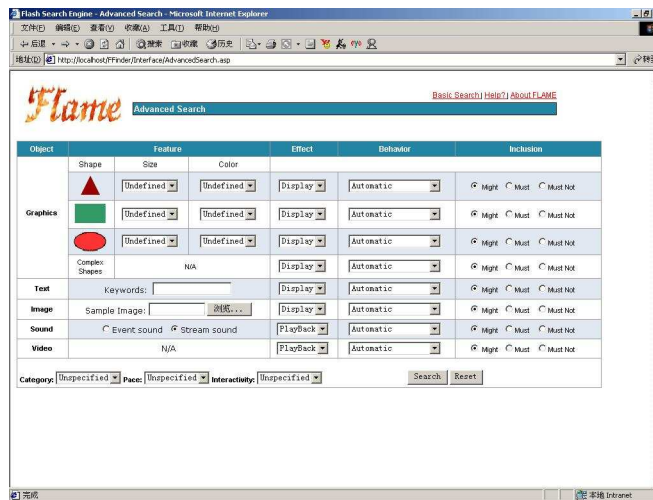 Flash Search Engine - Advanced Search - Microsoft Internet Explorer
文件(F) 编辑(E) 查看(V) 收藏(A) 工具(T) 帮助(H)
后退 搜索 收藏 历史
地址(D) http://localhost/FFinder/Interface/AdvancedSearch.asp 转到
Flame
Basic Search | Help? | About FLAME
Advanced Search
Object Feature Effect Behavior Inclusion
Shape Size Color
Undefined Undefined Display Automatic Might Must Must Not
Graphics Undefined Undefined Display Automatic Might Must Must Not
Undefined Undefined Display Automatic Might Must Must Not
Complex Shapes N/A Display Automatic Might Must Must Not
Text Keywords: Display Automatic Might Must Must Not
Image Sample Image: 浏览... Display Automatic Might Must Must Not
Sound Event sound Stream sound PlayBack Automatic Might Must Must Not
Video N/A PlayBack Automatic Might Must Must Not
Category: Unspecified Pace: Unspecified Interactivity: Unspecified Search Reset
完成 本地 Intranet